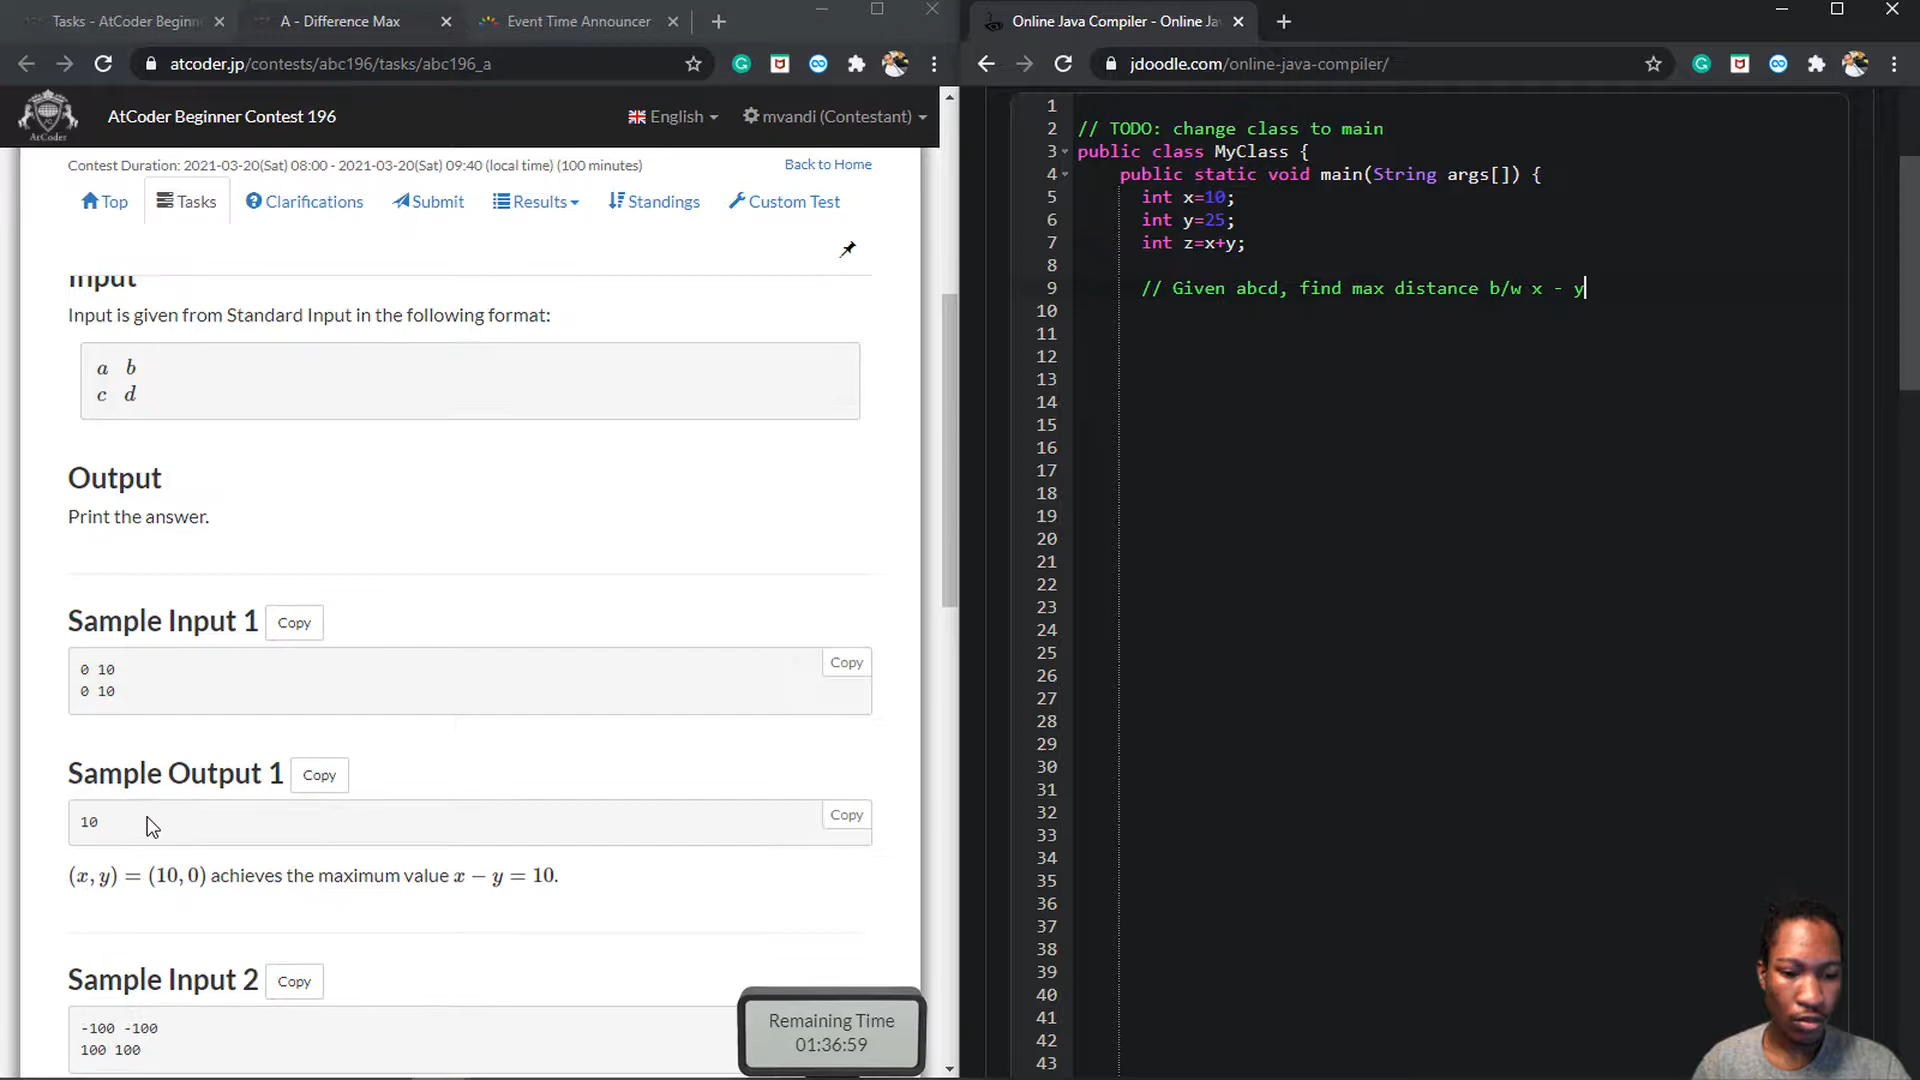 Tasks - AtCoder Beginn
A - Difference Max
Event Time Announcer
atcoder.jp/contests/abc196/tasks/abc196_a
AtCoder
AtCoder Beginner Contest 196
English
mvandi (Contestant)
Contest Duration: 2021-03-20(Sat) 08:00 - 2021-03-20(Sat) 09:40 (local time) (100 minutes)
Back to Home
Top
Tasks
Clarifications
Submit
Results
Standings
Custom Test
Input
Input is given from Standard Input in the following format:
a b
c d
Output
Print the answer.
Sample Input 1
Copy
Copy
0 10
0 10
Sample Output 1
Copy
Copy
10
(x, y) = (10, 0) achieves the maximum value x − y = 10.
Sample Input 2
Copy
-100 -100
100 100
Remaining Time
01:36:59
Online Java Compiler - Online Ja
jdoodle.com/online-java-compiler/
1
2 // TODO: change class to main
3 public class MyClass {
4 public static void main(String args[]) {
5 int x=10;
6 int y=25;
7 int z=x+y;
8
9 // Given abcd, find max distance b/w x - y
10
11
12
13
14
15
16
17
18
19
20
21
22
23
24
25
26
27
28
29
30
31
32
33
34
35
36
37
38
39
40
41
42
43